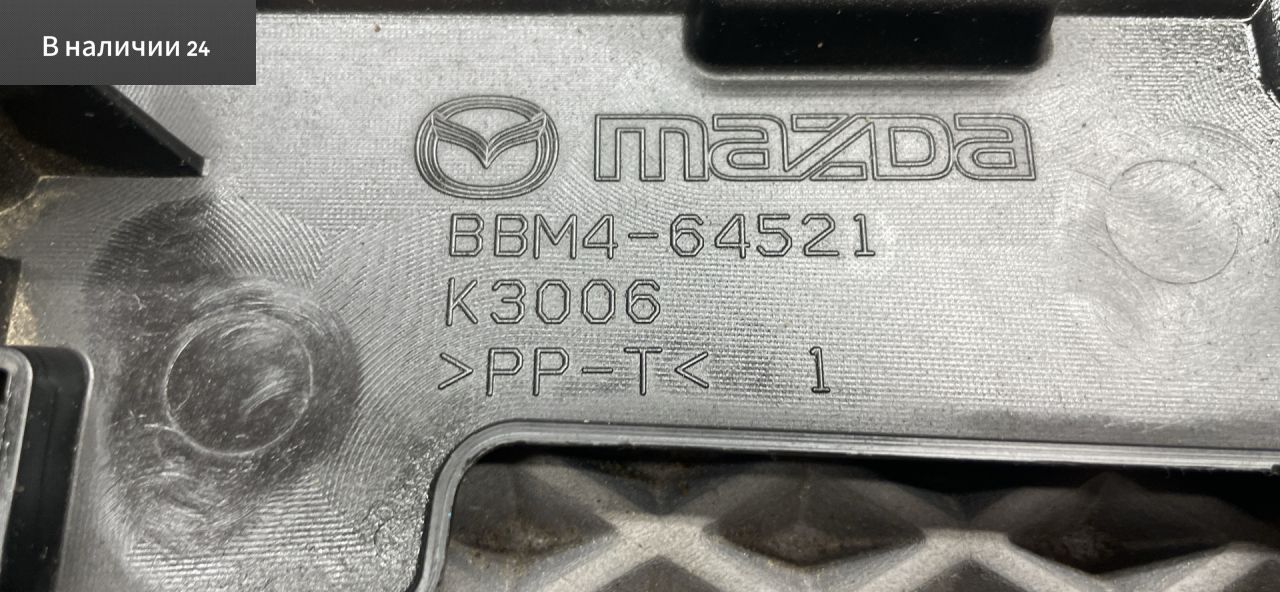 В наличии 24
mazda
BBM4-64521
K3006
>PP-T< 1